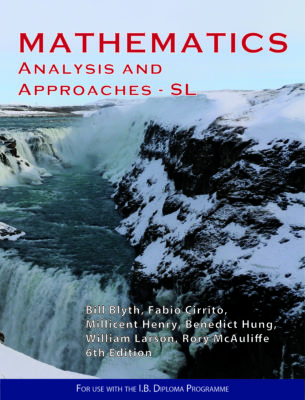 MATHEMATICS
ANALYSIS AND
APPROACHES - SL
Bill Blyth, Fabio Cirrito,
Millicent Henry, Benedict Hung,
William Larson, Rory McAuliffe
6th Edition
FOR USE WITH THE I.B. DIPLOMA PROGRAMME